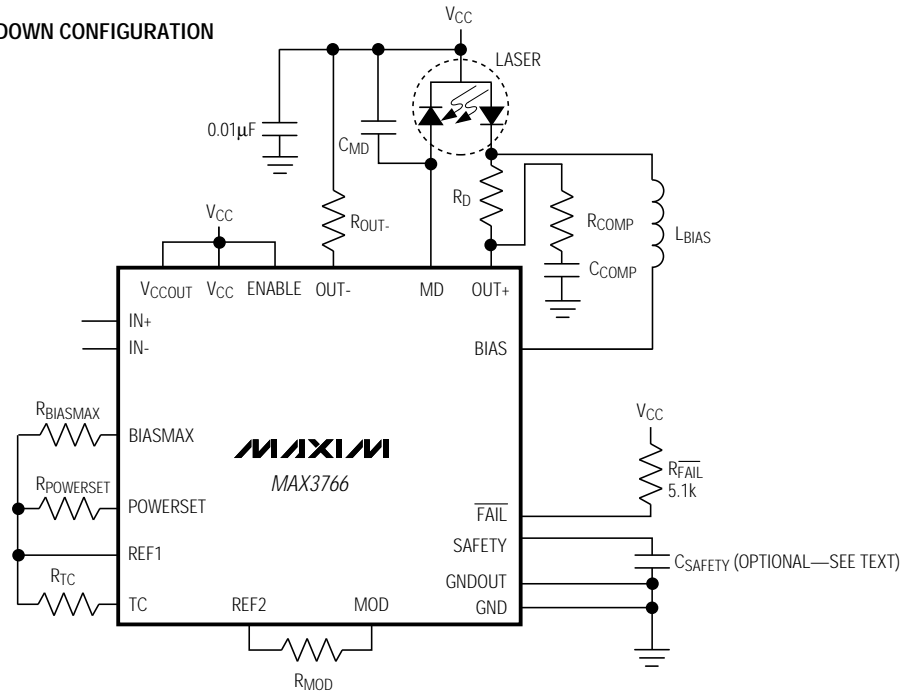 DOWN CONFIGURATION
VCC
LASER
0.01μF
CMD
RD
RCOMP
LBIAS
ROUT-
CCOMP
VCC
VCCOUT VCC ENABLE OUT- MD OUT+
IN+
IN-
BIAS
RBIASMAX
BIASMAX
MAXIM
MAX3766
VCC
RFAIL
5.1k
RPOWERSET
POWERSET
FAIL
SAFETY
REF1
CSAFETY (OPTIONAL—SEE TEXT)
GNDOUT
RTC
TC
REF2 MOD
GND
RMOD